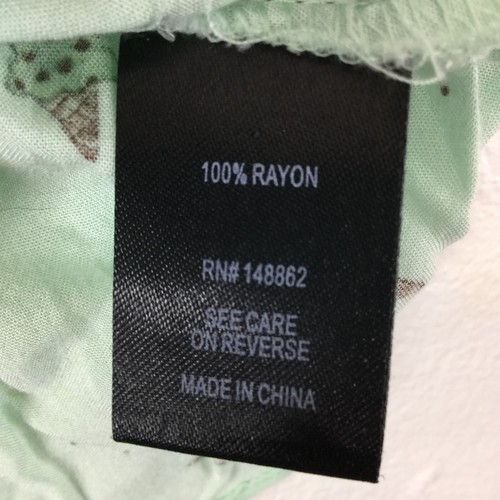 100% RAYON
RN# 148862
SEE CARE
ON REVERSE
MADE IN CHINA